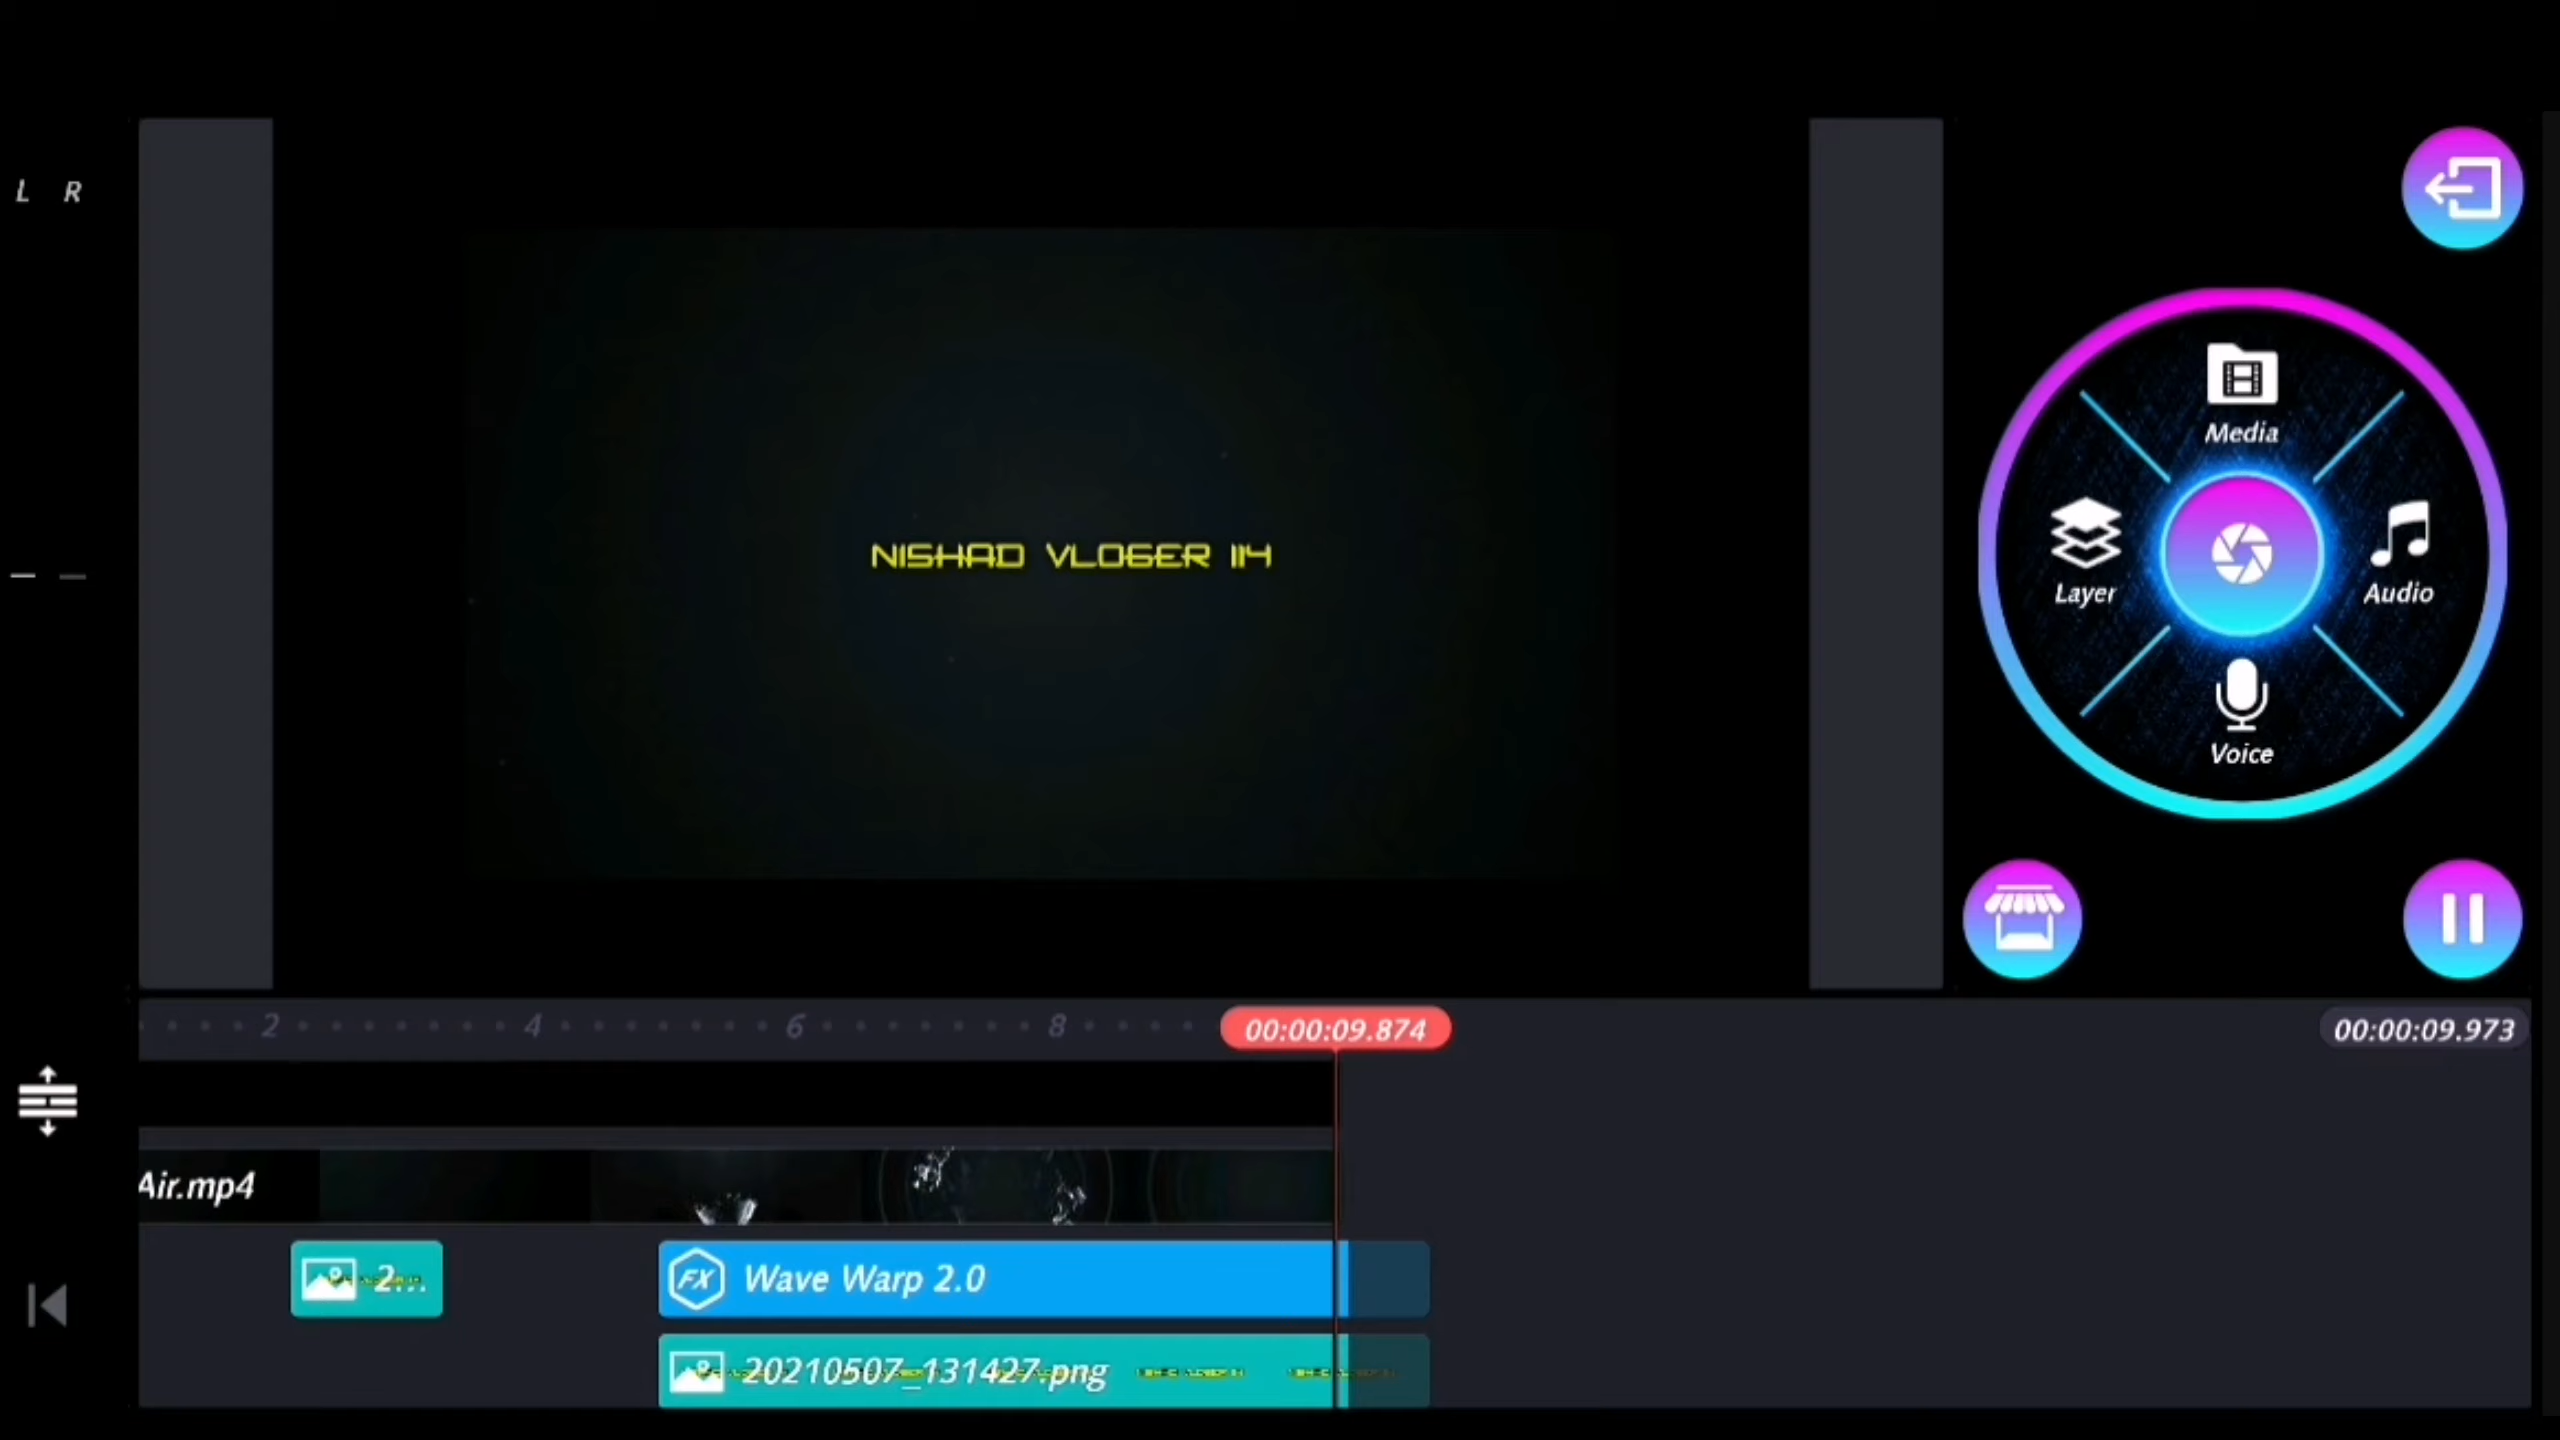 L R
NISHAD VLOGER 114
Media
Layer
Audio
Voice
2 4 6 8 00:00:09.874 00:00:09.973
Air.mp4
2...
FX Wave Warp 2.0
20210507_131427.png